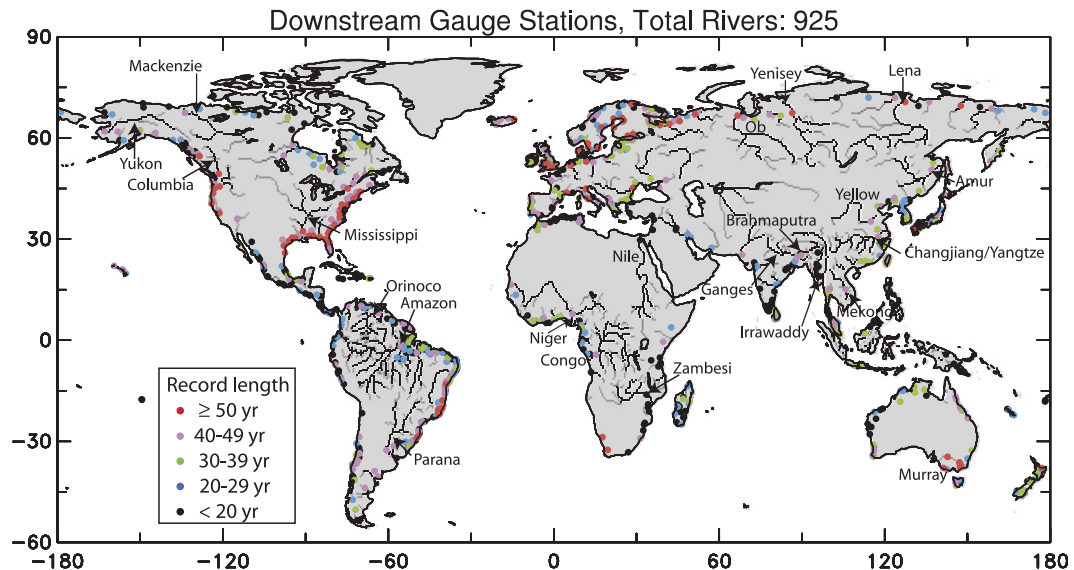 Downstream Gauge Stations, Total Rivers: 925
90
60
30
0
−30
−60
−180
−120
−60
0
60
120
180
Mackenzie
Yenisey
Lena
Ob
Yukon
Columbia
Amur
Yellow
Brahmaputra
Mississippi
Changjiang/Yangtze
Nile
Ganges
Orinoco
Amazon
Mekong
Irrawaddy
Niger
Congo
Zambesi
Parana
Murray
Record length
≥ 50 yr
40-49 yr
30-39 yr
20-29 yr
< 20 yr